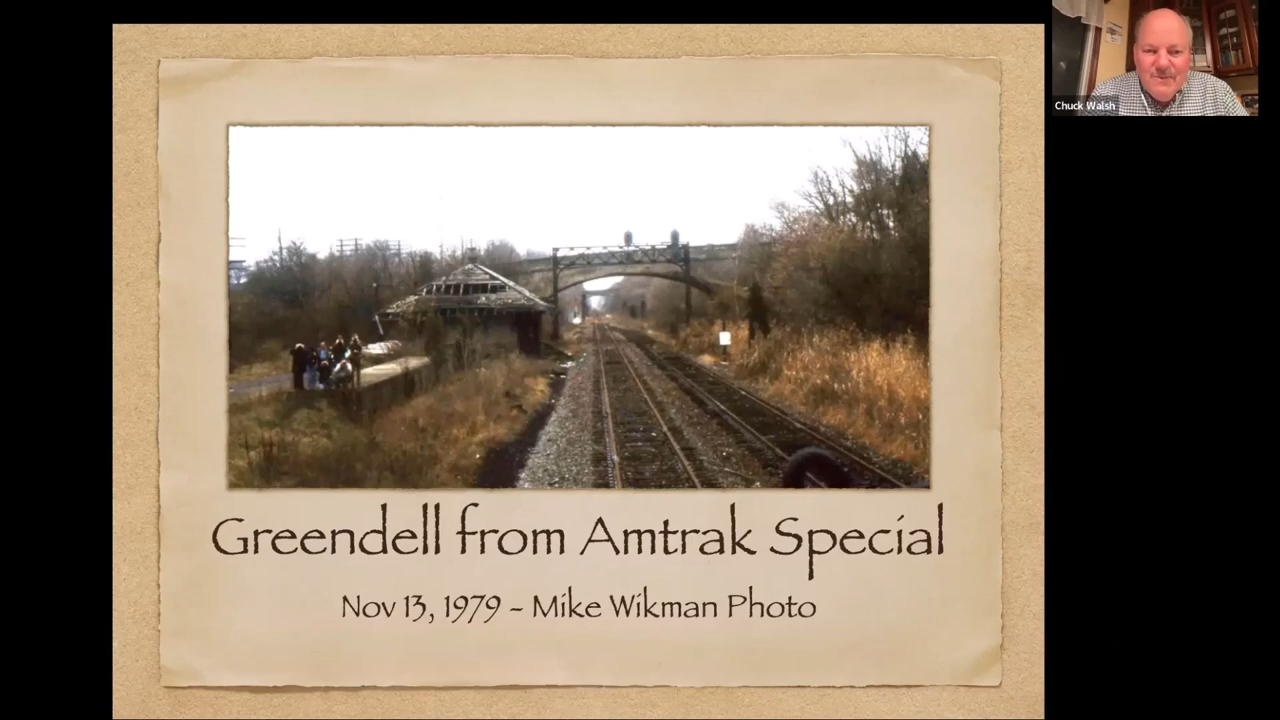 Chuck Walsh
Greendell from Amtrak Special
Nov 13, 1979 - Mike Wikman Photo